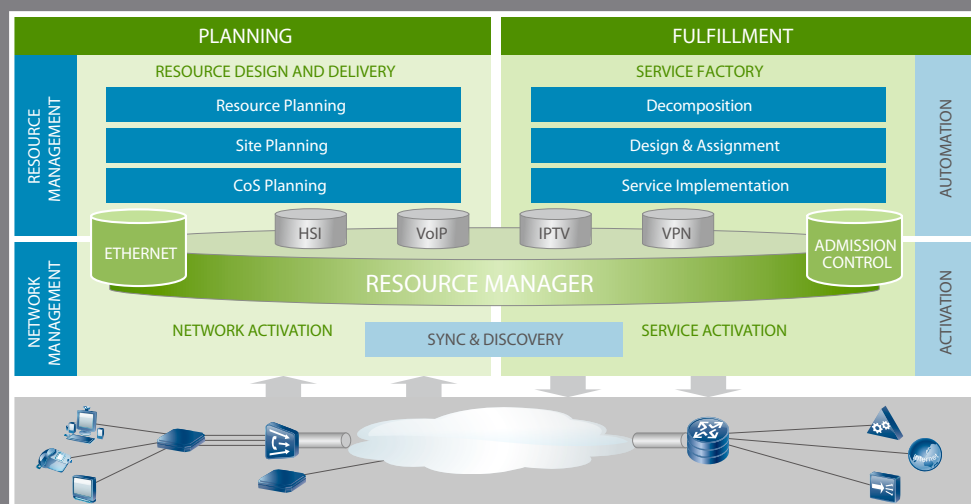 PLANNING
FULFILLMENT
RESOURCE
MANAGEMENT
RESOURCE DESIGN AND DELIVERY
Resource Planning
Site Planning
CoS Planning
SERVICE FACTORY
Decomposition
Design & Assignment
Service Implementation
AUTOMATION
ETHERNET
HSI
VoIP
IPTV
VPN
ADMISSION
CONTROL
RESOURCE MANAGER
NETWORK
MANAGEMENT
NETWORK ACTIVATION
SYNC & DISCOVERY
SERVICE ACTIVATION
ACTIVATION